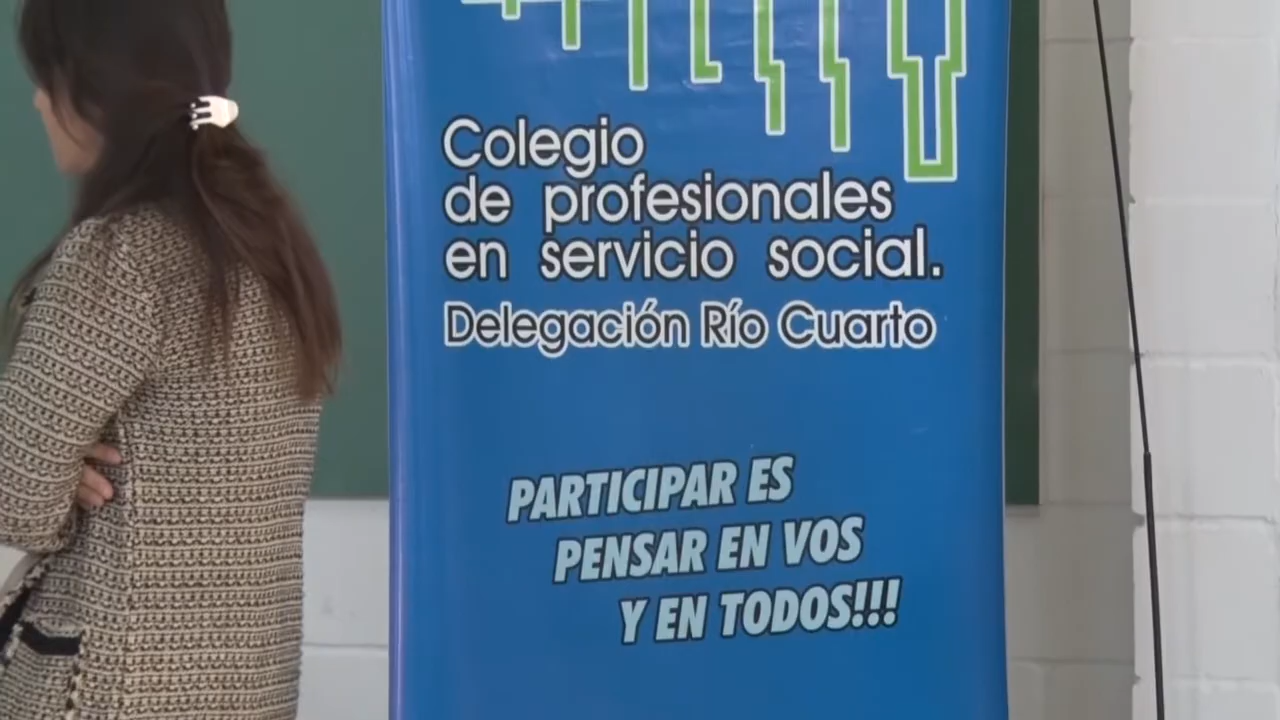 Colegio
de profesionales
en servicio social.
Delegación Río Cuarto
PARTICIPAR ES
PENSAR EN VOS
Y EN TODOS!!!